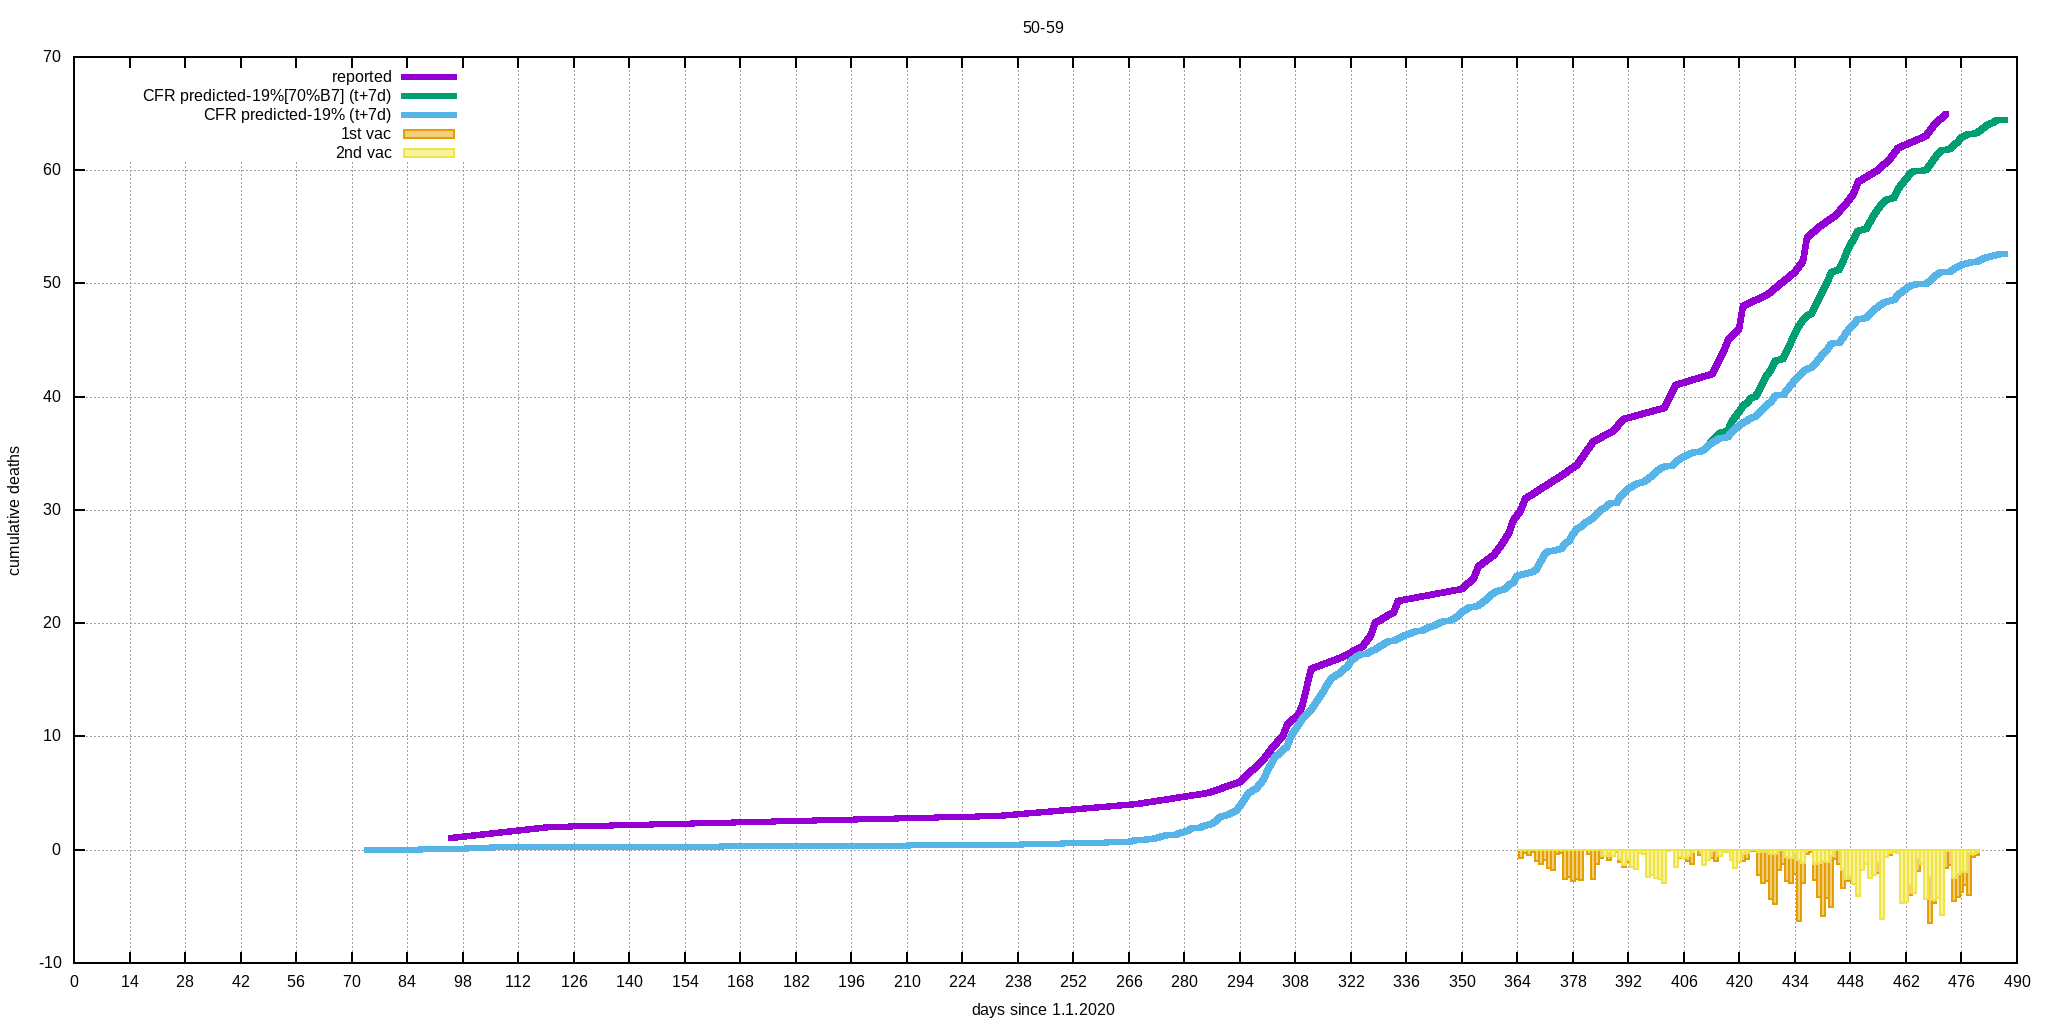 50-59
reported
CFR predicted-19%[70%B7] (t+7d)
CFR predicted-19% (t+7d)
1st vac
2nd vac
cumulative deaths
70
60
50
40
30
20
10
0
-10
0 14 28 42 56 70 84 98 112 126 140 154 168 182 196 210 224 238 252 266 280 294 308 322 336 350 364 378 392 406 420 434 448 462 476 490
days since 1.1.2020